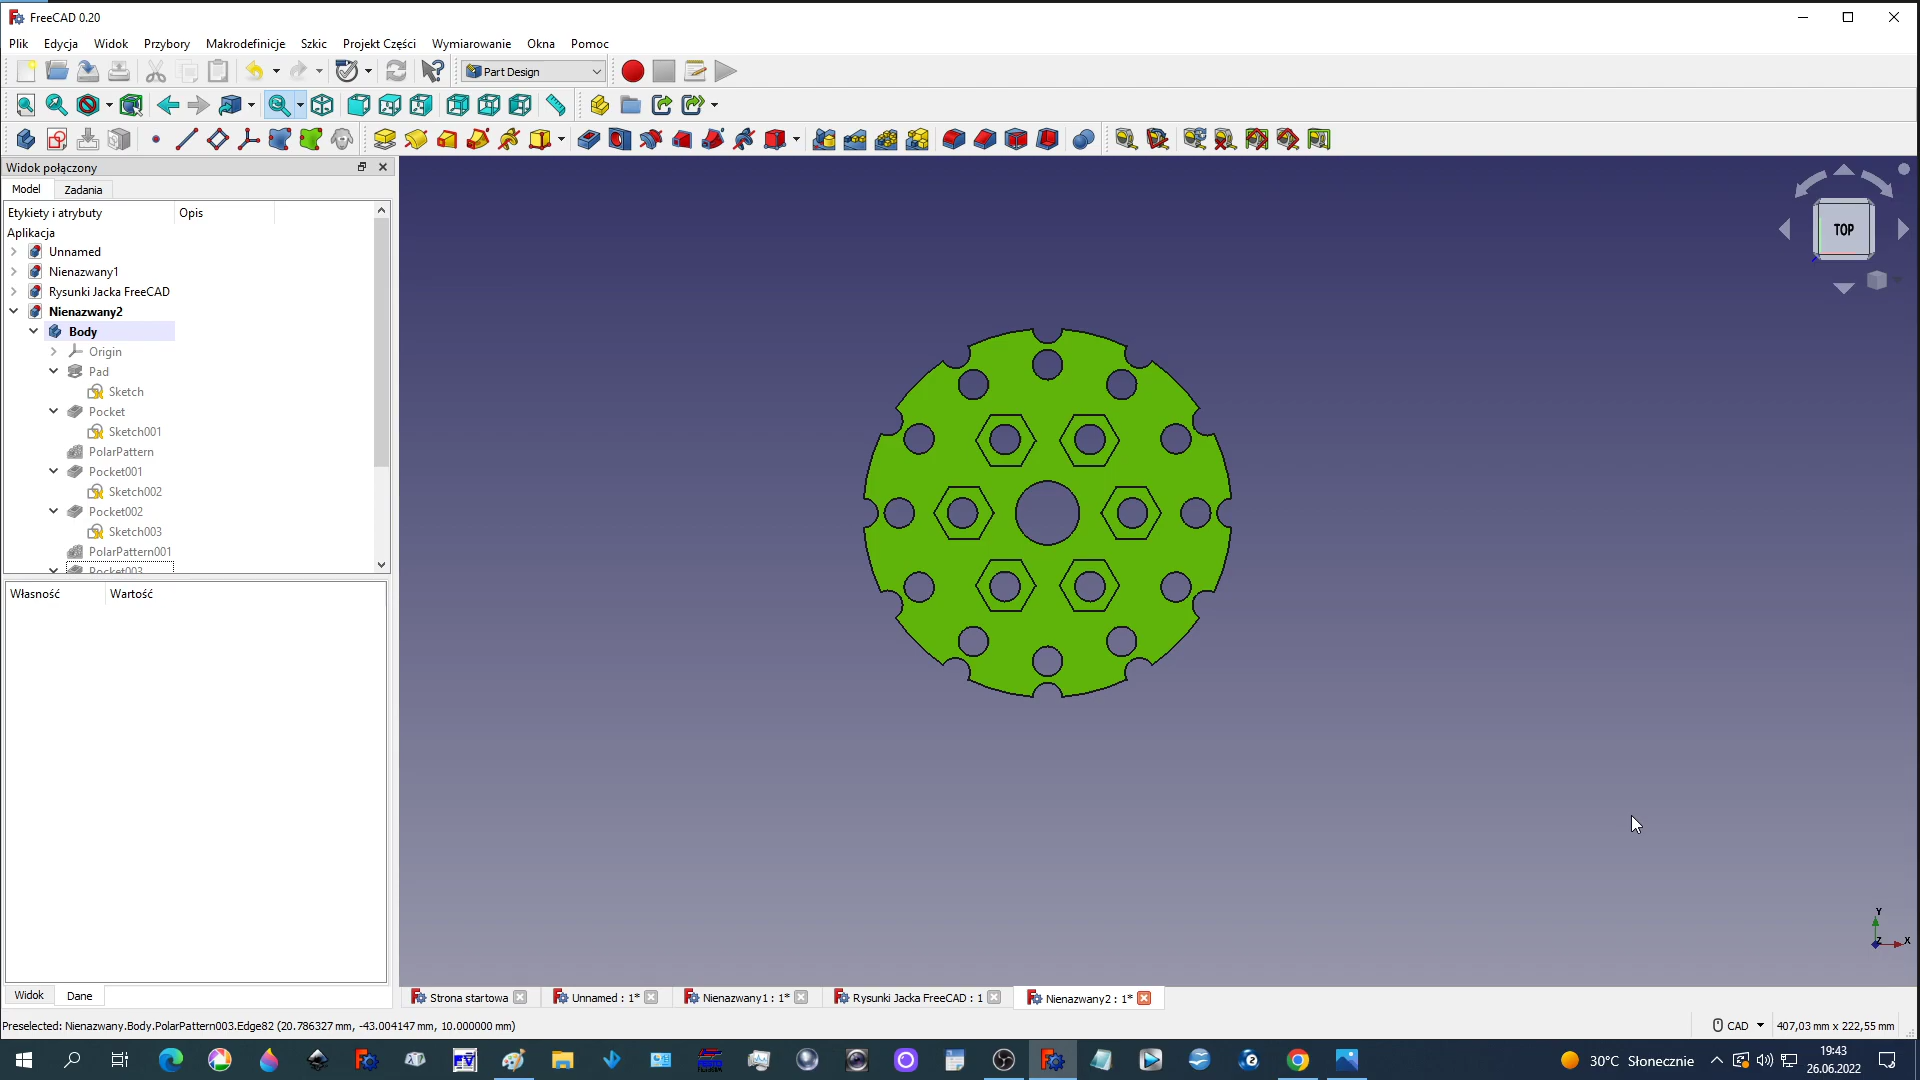 FreeCAD 0.20
Plik Edycja Widok Przybory Makrodefinicje Szkic Projekt Części Wymiarowanie Okna Pomoc
Part Design
Widok połączony
Model Zadania
Etykiety i atrybuty Opis
Aplikacja
Unnamed
Nienazwany1
Rysunki Jacka FreeCAD
Nienazwany2
Body
Origin
Pad
Sketch
Pocket
Sketch001
PolarPattern
Pocket001
Sketch002
Pocket002
Sketch003
PolarPattern001
Pocket003
Własność Wartość
Widok Dane
TOP
Y
Z
X
Strona startowa Unnamed : 1* Nienazwany1 : 1* Rysunki Jacka FreeCAD : 1 Nienazwany2 : 1*
Preselected: Nienazwany.Body.PolarPattern003.Edge82 (20.786327 mm, -43.004147 mm, 10.000000 mm)
CAD 407,03 mm x 222,55 mm
30°C Słonecznie
19:43
26.06.2022